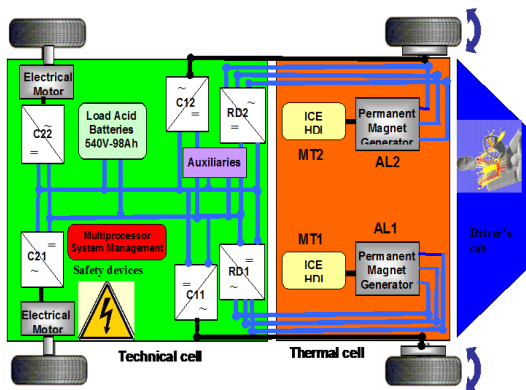 Electrical
Motor
C22
~
=
Load Acid
Batteries
540V-98Ah
C12
~
=
RD2
~
=
Auxiliaries
ICE
HDI
MT2
Permanent
Magnet
Generator
AL2
Multiprocessor
System Management
Safety devices
C21
=
~
Electrical
Motor
C11
=
~
RD1
=
~
MT1
ICE
HDI
AL1
Permanent
Magnet
Generator
Driver's
cab
Technical cell
Thermal cell